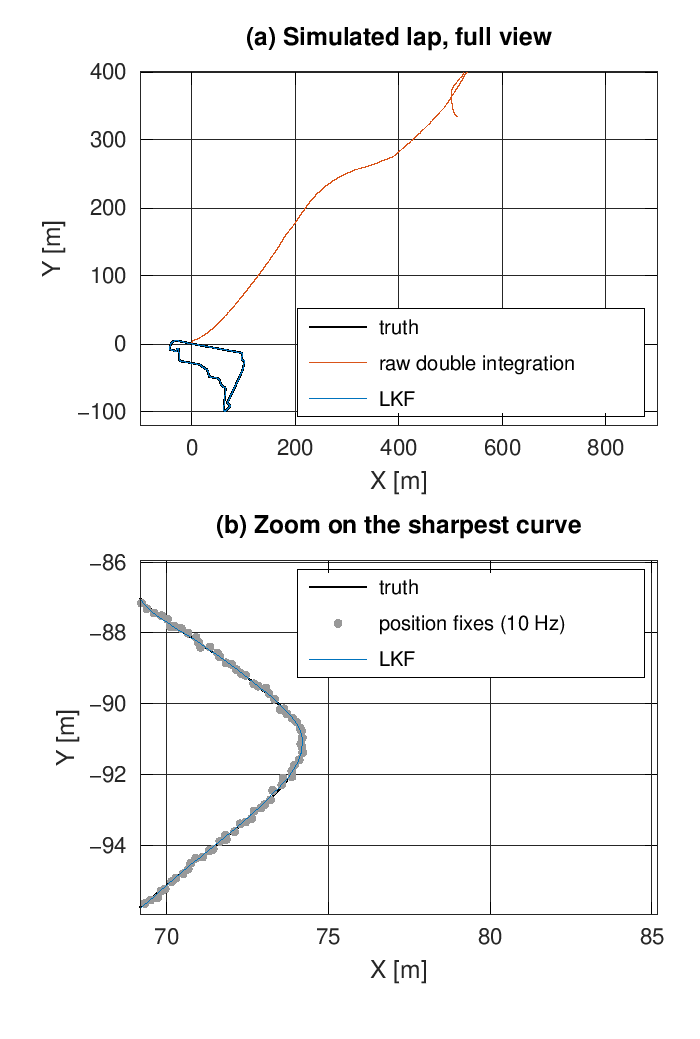 (a) Simulated lap, full view
400
300
200
100
0
−100
Y [m]
truth
raw double integration
LKF
0 200 400 600 800
X [m]
(b) Zoom on the sharpest curve
−86
−88
−90
−92
−94
Y [m]
truth
position fixes (10 Hz)
LKF
70 75 80 85
X [m]